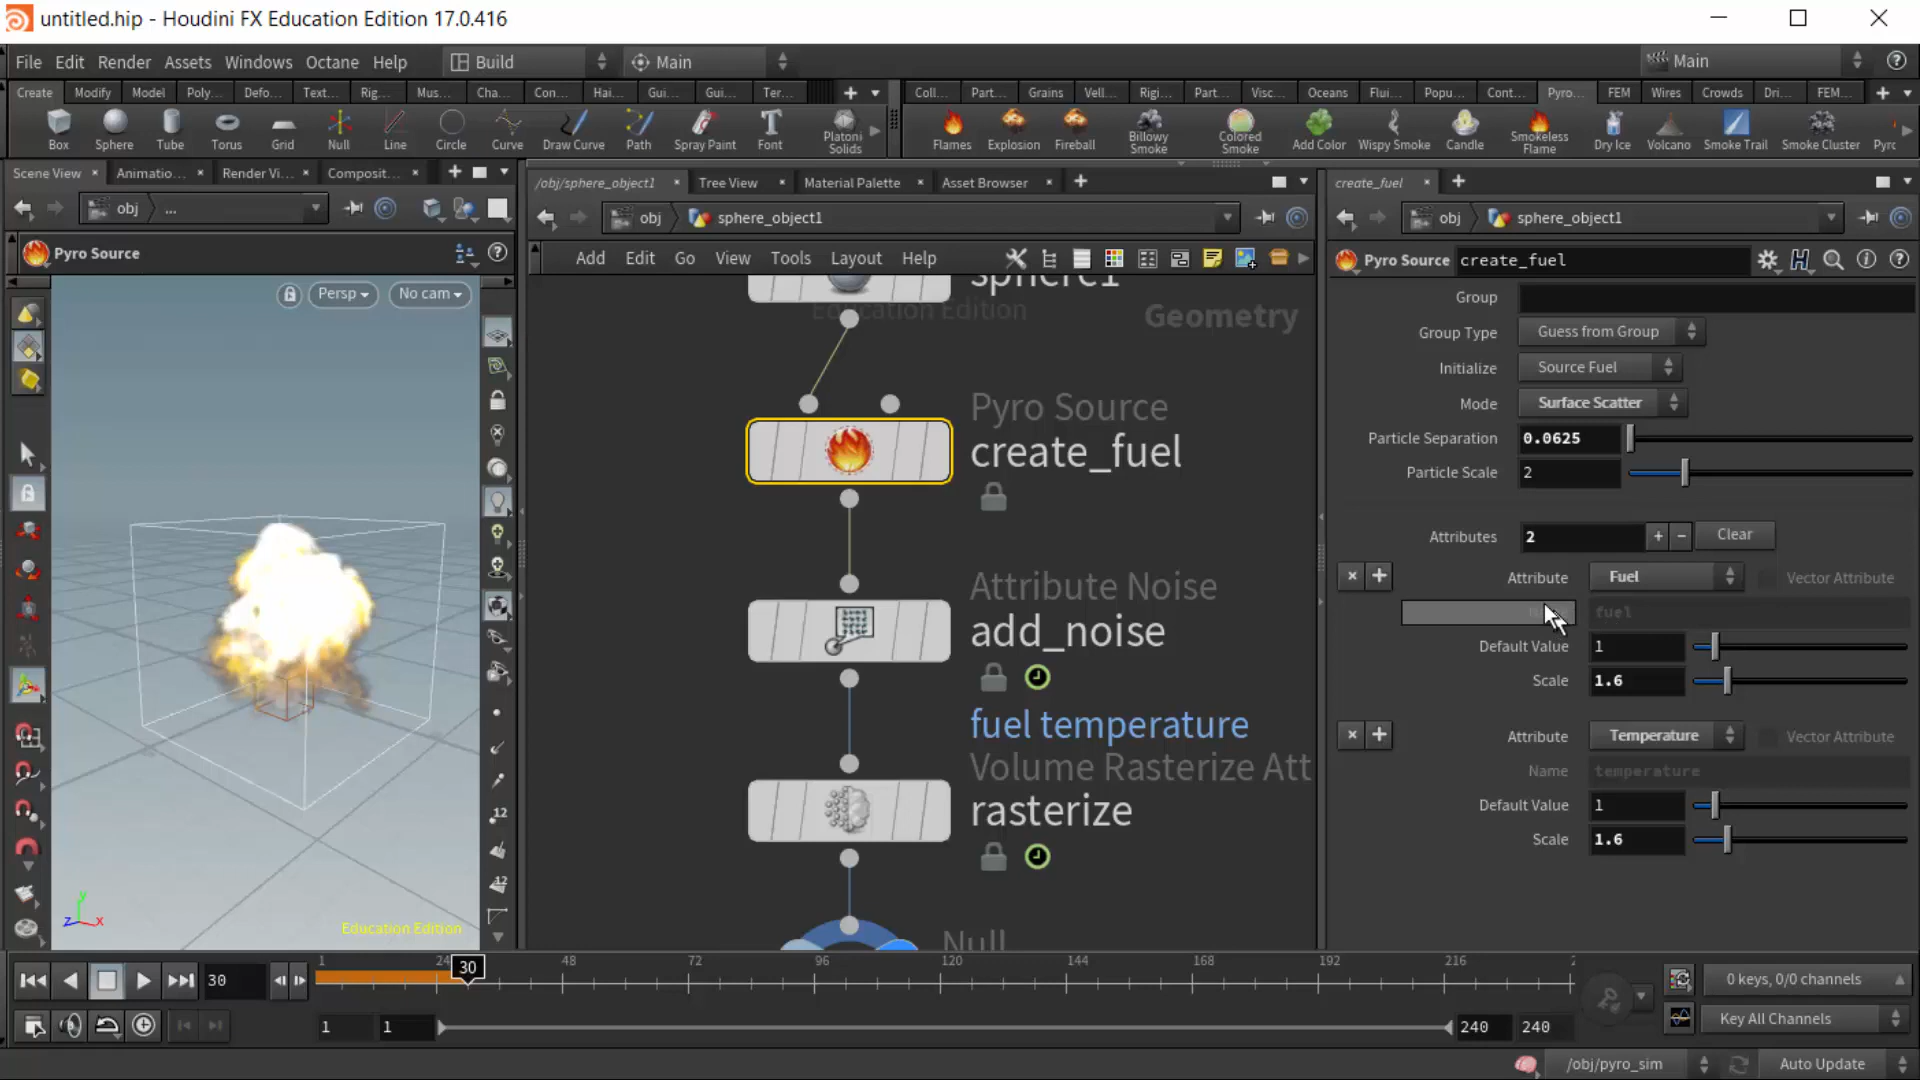 untitled.hip - Houdini FX Education Edition 17.0.416
File Edit Render Assets Windows Octane Help Build Main Main
Create Modify Model Poly... Defo... Text... Rig... Mus... Cha... Con... Hai... Gui... Gui... Ter... Coll... Part... Grains Vell... Rigi... Part... Visc... Oceans Flui... Popu... Cont... Pyro... FEM Wires Crowds Dri... FEM...
Box Sphere Tube Torus Grid Null Line Circle Curve Draw Curve Path Spray Paint Font Platoni Solids Flames Explosion Fireball Billowy Smoke Colored Smoke Add Color Wispy Smoke Candle Smokeless Flame Dry Ice Volcano Smoke Trail Smoke Cluster Pyrc
Scene View Animatio... Render Vi... Composit... /obj/sphere_object1 Tree View Material Palette Asset Browser create_fuel
obj ... obj sphere_object1 obj sphere_object1
Pyro Source
Add Edit Go View Tools Layout Help
Pyro Source create_fuel
Persp No cam
sphere1
Education Edition
Geometry
Pyro Source
create_fuel
Attribute Noise
add_noise
fuel temperature
Volume Rasterize Att
rasterize
Null
Group
Group Type Guess from Group
Initialize Source Fuel
Mode Surface Scatter
Particle Separation 0.0625
Particle Scale 2
Attributes 2 + − Clear
Attribute Fuel Vector Attribute
fuel
Default Value 1
Scale 1.6
Attribute Temperature Vector Attribute
Name temperature
Default Value 1
Scale 1.6
12
12
y
z x
Education Edition
30 1 24 30 48 72 96 120 144 168 192 216 2
0 keys, 0/0 channels
1 1 240 240 Key All Channels
/obj/pyro_sim Auto Update